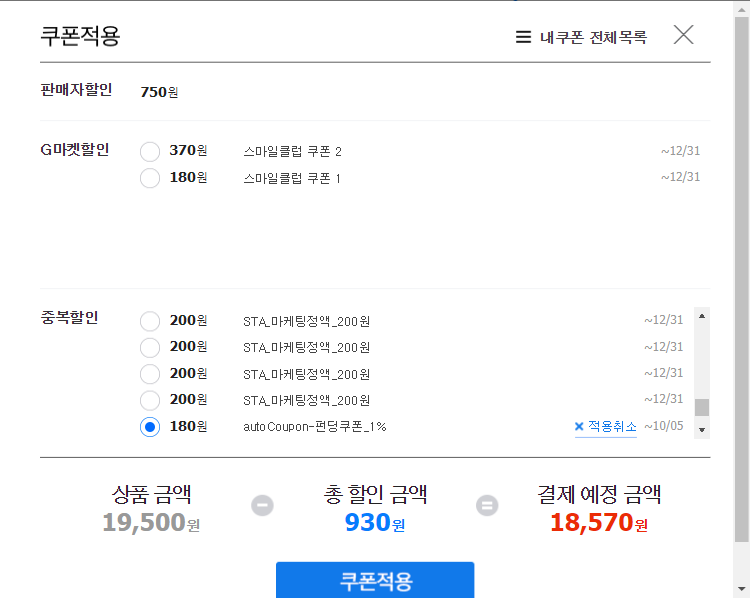 쿠폰적용 내쿠폰 전체목록
판매자할인 750원
G마켓할인 370원 스마일클럽 쿠폰 2 ~12/31
180원 스마일클럽 쿠폰 1 ~12/31
중복할인 200원 STA_마케팅정액_200원 ~12/31
200원 STA_마케팅정액_200원 ~12/31
200원 STA_마케팅정액_200원 ~12/31
200원 STA_마케팅정액_200원 ~12/31
180원 autoCoupon-펀딩쿠폰_1% 적용취소 ~10/05
상품 금액 총 할인 금액 결제 예정 금액
19,500원 930원 18,570원
쿠폰적용